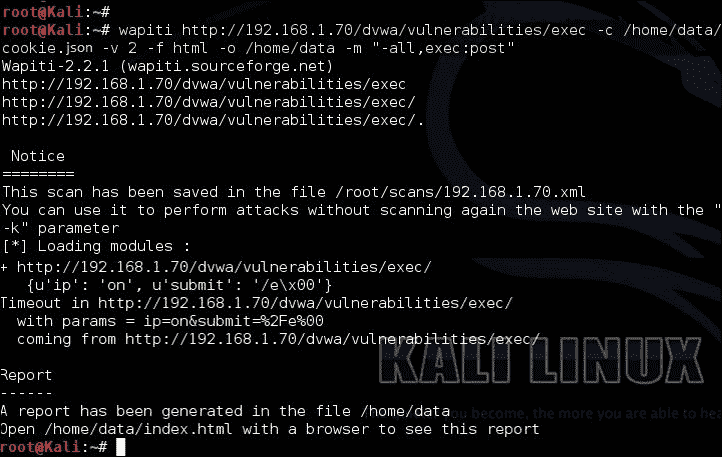 root@Kali:~#
root@Kali:~# wapiti http://192.168.1.70/dvwa/vulnerabilities/exec -c /home/data/
cookie.json -v 2 -f html -o /home/data -m "-all,exec:post"
Wapiti-2.2.1 (wapiti.sourceforge.net)
http://192.168.1.70/dvwa/vulnerabilities/exec
http://192.168.1.70/dvwa/vulnerabilities/exec/
http://192.168.1.70/dvwa/vulnerabilities/exec/.
Notice
========
This scan has been saved in the file /root/scans/192.168.1.70.xml
You can use it to perform attacks without scanning again the web site with the "
-k" parameter
[*] Loading modules :
+ http://192.168.1.70/dvwa/vulnerabilities/exec/
{u'ip': 'on', u'submit': '/e\x00'}
Timeout in http://192.168.1.70/dvwa/vulnerabilities/exec/
with params = ip=on&submit=%2Fe%00
coming from http://192.168.1.70/dvwa/vulnerabilities/exec/
KALI LINUX
Report
------
A report has been generated in the file /home/data
you become, the more you are able to hea
Open /home/data/index.html with a browser to see this report
root@Kali:~#